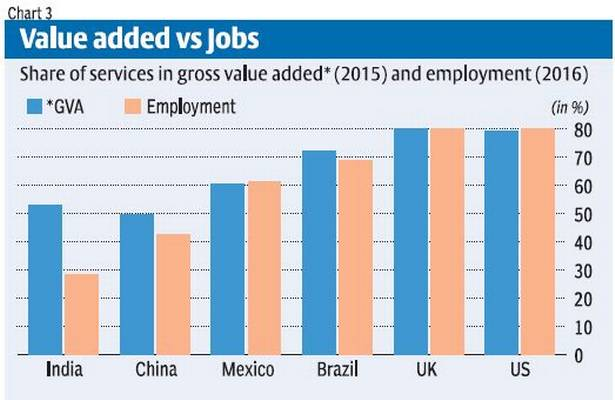 Chart 3
Value added vs Jobs
Share of services in gross value added* (2015) and employment (2016)
*GVA Employment (in %)
80
70
60
50
40
30
20
10
0
India China Mexico Brazil UK US